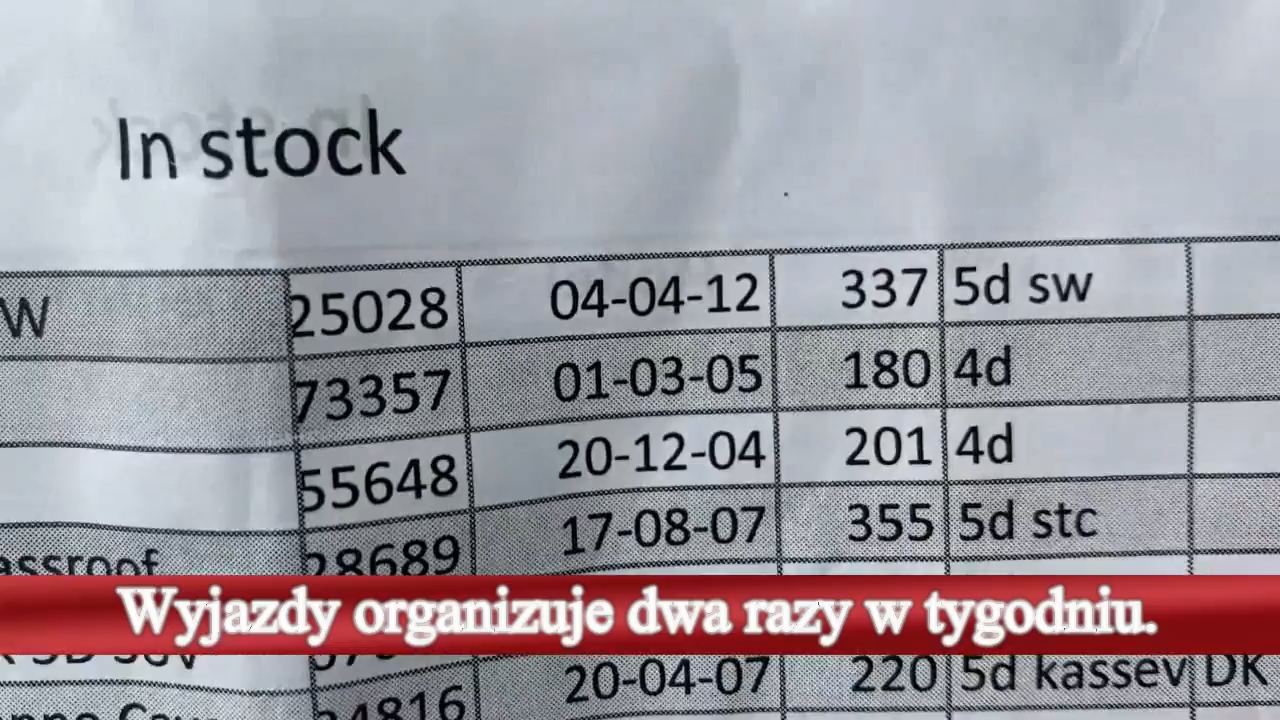 In stock
W 25028 04-04-12 337 5d sw
73357 01-03-05 180 4d
55648 20-12-04 201 4d
assroof 28689 17-08-07 355 5d stc
Wyjazdy organizuje dwa razy w tygodniu.
20-04-07 220 5d kassev DK